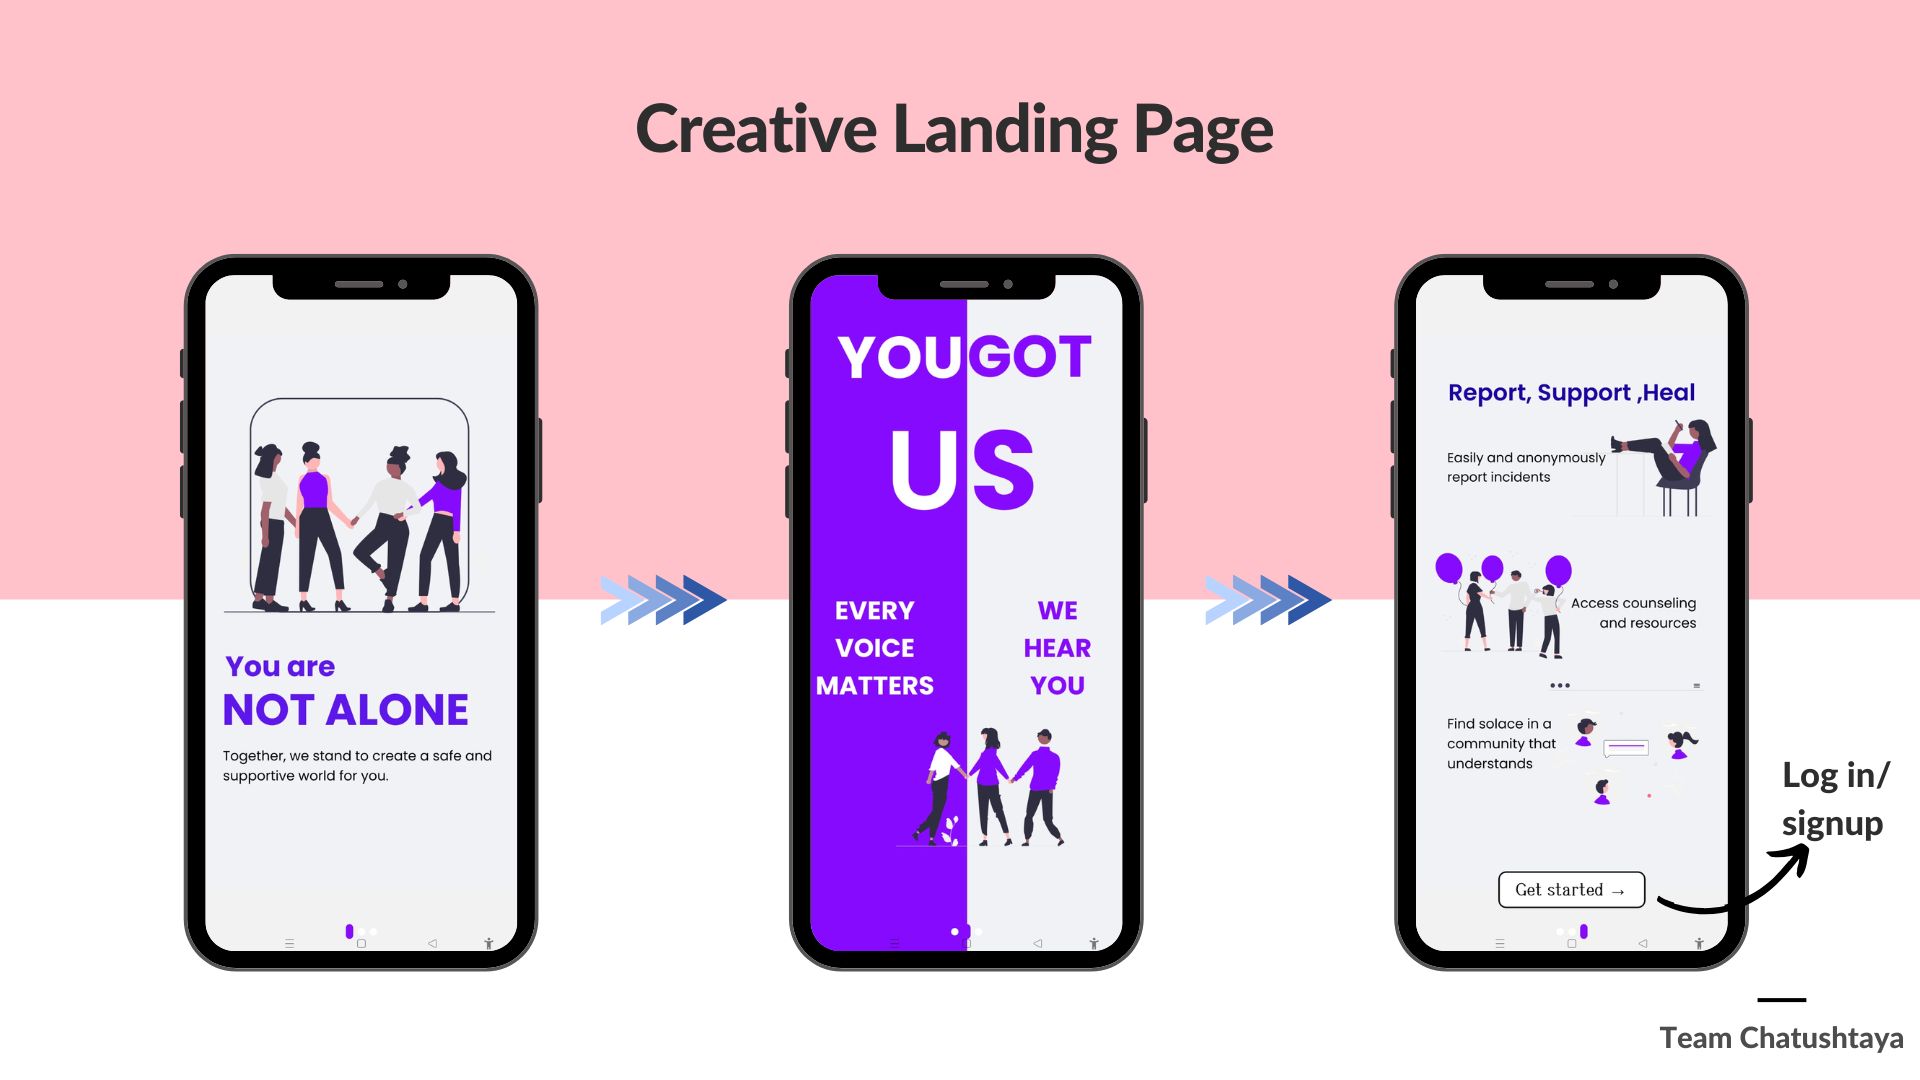 Creative Landing Page
You are
NOT ALONE
Together, we stand to create a safe and
supportive world for you.
YOUGOT
US
EVERY
VOICE
MATTERS
WE
HEAR
YOU
Report, Support ,Heal
Easily and anonymously
report incidents
Access counseling
and resources
Find solace in a
community that
understands
Get started →
Log in/
signup
Team Chatushtaya